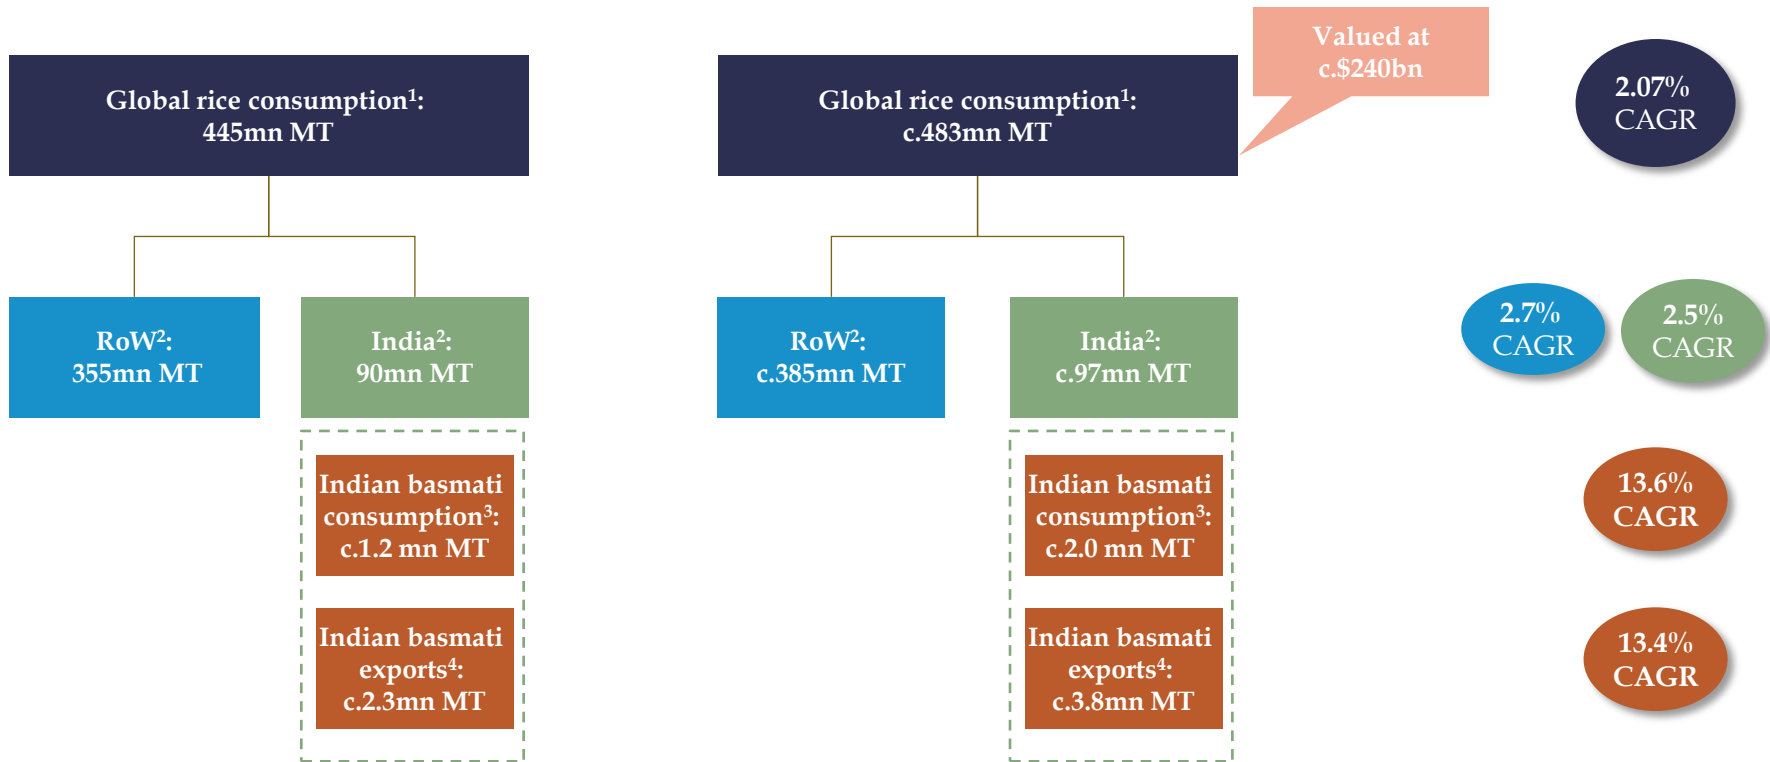 Valued at
c.$240bn
Global rice consumption¹:
445mn MT
Global rice consumption¹:
c.483mn MT
2.07%
CAGR
RoW²:
355mn MT
India²:
90mn MT
RoW²:
c.385mn MT
India²:
c.97mn MT
2.7%
CAGR
2.5%
CAGR
Indian basmati
consumption³:
c.1.2 mn MT
Indian basmati
consumption³:
c.2.0 mn MT
13.6%
CAGR
Indian basmati
exports⁴:
c.2.3mn MT
Indian basmati
exports⁴:
c.3.8mn MT
13.4%
CAGR